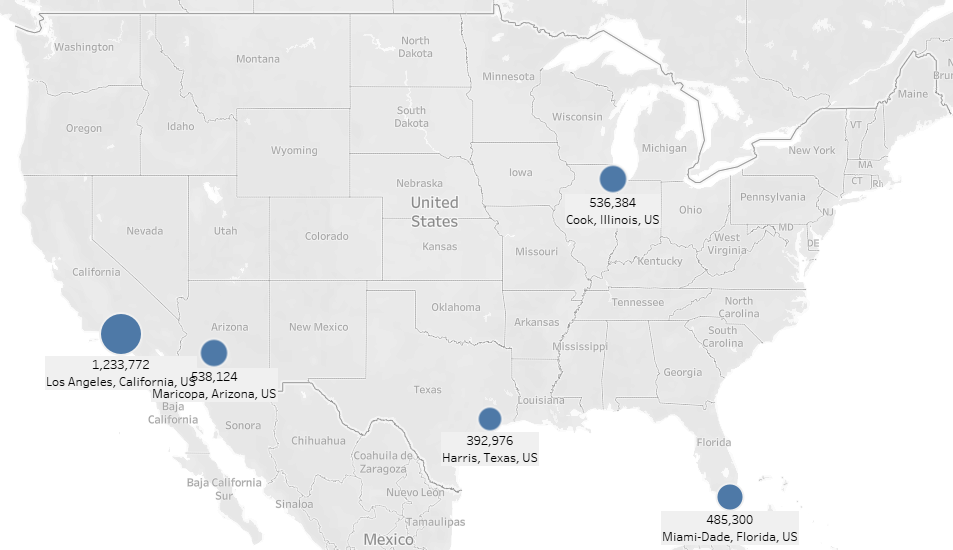 Washington
Montana
North
Dakota
Minnesota
Maine
Oregon
Idaho
South
Dakota
Wisconsin
Michigan
VT
New York
Wyoming
MA
CT
Iowa
Nebraska
United
States
536,384
Cook, Illinois, US
Ohio
Pennsylvania
NJ
MD
DE
Nevada
Utah
Colorado
Kansas
Missouri
West
Virginia
Kentucky
California
Oklahoma
Arkansas
Tennessee
North
Carolina
Arizona
New Mexico
Mississippi
South
Carolina
Georgia
1,233,772
Los Angeles, California, US
538,124
Maricopa, Arizona, US
Texas
Louisiana
Baja
California
Sonora
Chihuahua
392,976
Harris, Texas, US
Florida
Coahuila de
Zaragoza
Baja California
Sur
Sinaloa
Nuevo León
Tamaulipas
Mexico
485,300
Miami-Dade, Florida, US